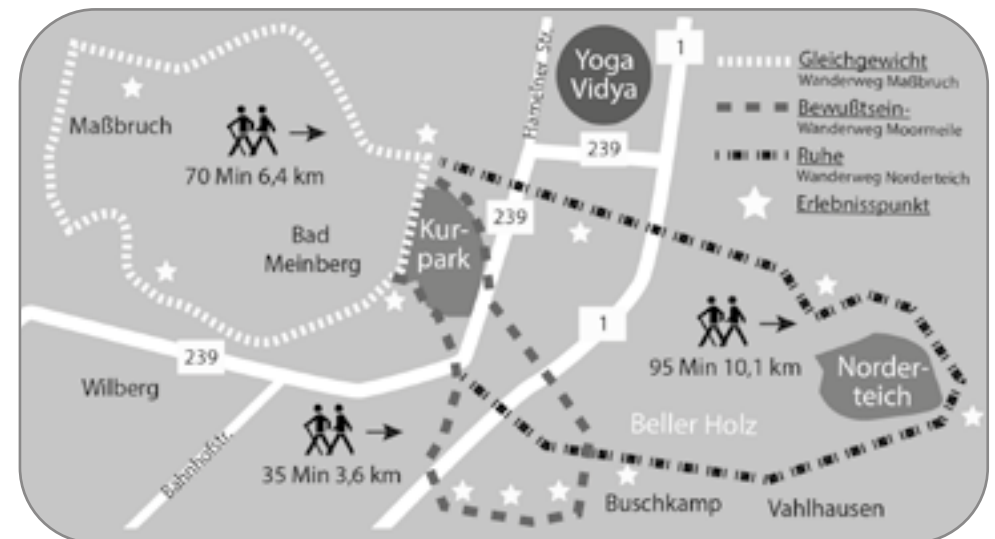 Hamelner Str.
Yoga
Vidya
1
Gleichgewicht
Wanderweg Maßbruch
Bewußtsein-
Wanderweg Moormeile
Ruhe
Wanderweg Norderteich
Erlebnisspunkt
Maßbruch
239
70 Min 6,4 km
239
Kur-
park
Bad
Meinberg
1
239
95 Min 10,1 km
Norder-
teich
Wilberg
Beller Holz
Bahnhofstr.
35 Min 3,6 km
Buschkamp
Vahlhausen